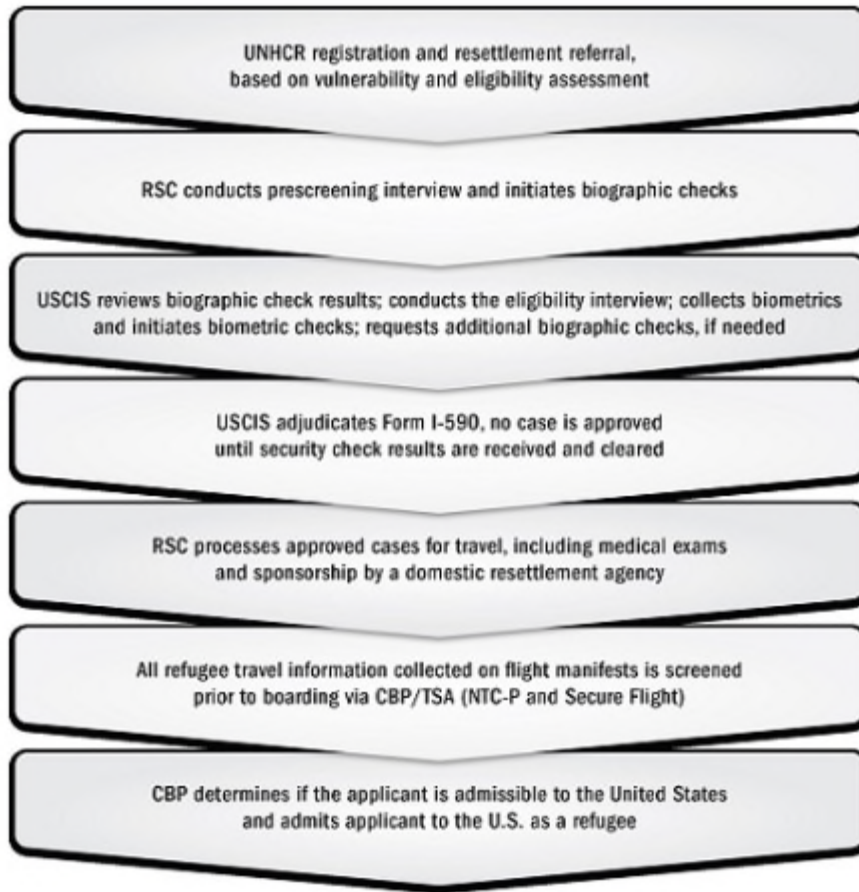 UNHCR registration and resettlement referral,
based on vulnerability and eligibility assessment
RSC conducts prescreening interview and initiates biographic checks
USCIS reviews biographic check results; conducts the eligibility interview; collects biometrics
and initiates biometric checks; requests additional biographic checks, if needed
USCIS adjudicates Form I-590, no case is approved
until security check results are received and cleared
RSC processes approved cases for travel, including medical exams
and sponsorship by a domestic resettlement agency
All refugee travel information collected on flight manifests is screened
prior to boarding via CBP/TSA (NTC-P and Secure Flight)
CBP determines if the applicant is admissible to the United States
and admits applicant to the U.S. as a refugee